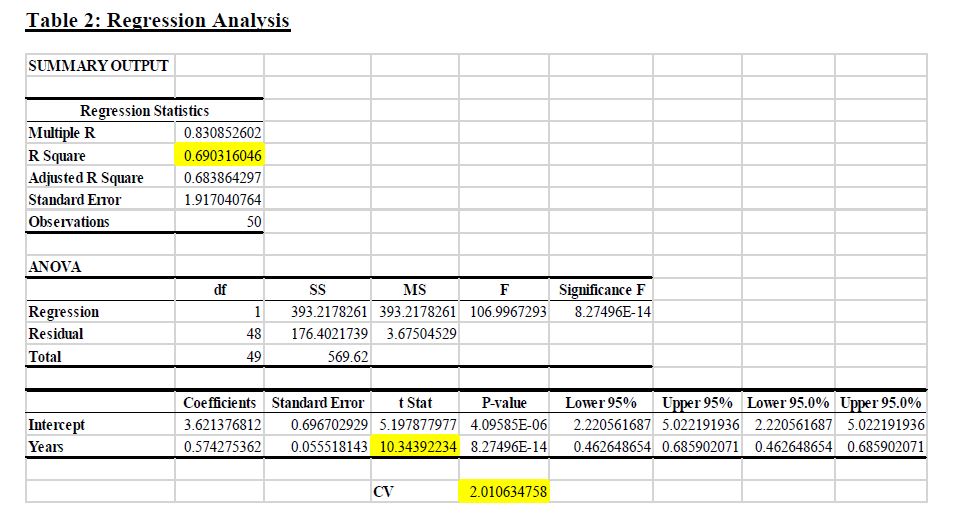 Table 2: Regression Analysis
SUMMARY OUTPUT
Regression Statistics
Multiple R 0.830852602
R Square 0.690316046
Adjusted R Square 0.683864297
Standard Error 1.917040764
Observations 50
ANOVA
df SS MS F Significance F
Regression 1 393.2178261 393.2178261 106.9967293 8.27496E-14
Residual 48 176.4021739 3.67504529
Total 49 569.62
Coefficients Standard Error t Stat P-value Lower 95% Upper 95% Lower 95.0% Upper 95.0%
Intercept 3.621376812 0.696702929 5.197877977 4.09585E-06 2.220561687 5.022191936 2.220561687 5.022191936
Years 0.574275362 0.055518143 10.34392234 8.27496E-14 0.462648654 0.685902071 0.462648654 0.685902071
CV 2.010634758